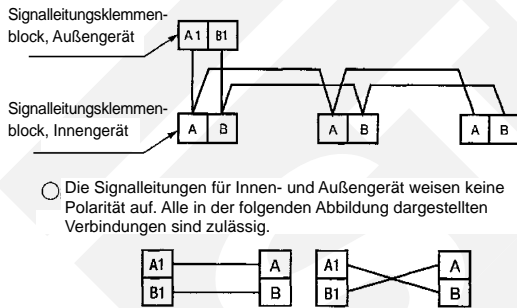 Signalleitungsklemmen-
block, Außengerät
A1 B1
Signalleitungsklemmen-
block, Innengerät
A B A B A B
Die Signalleitungen für Innen- und Außengerät weisen keine
Polarität auf. Alle in der folgenden Abbildung dargestellten
Verbindungen sind zulässig.
A1 A A1 A
B1 B B1 B